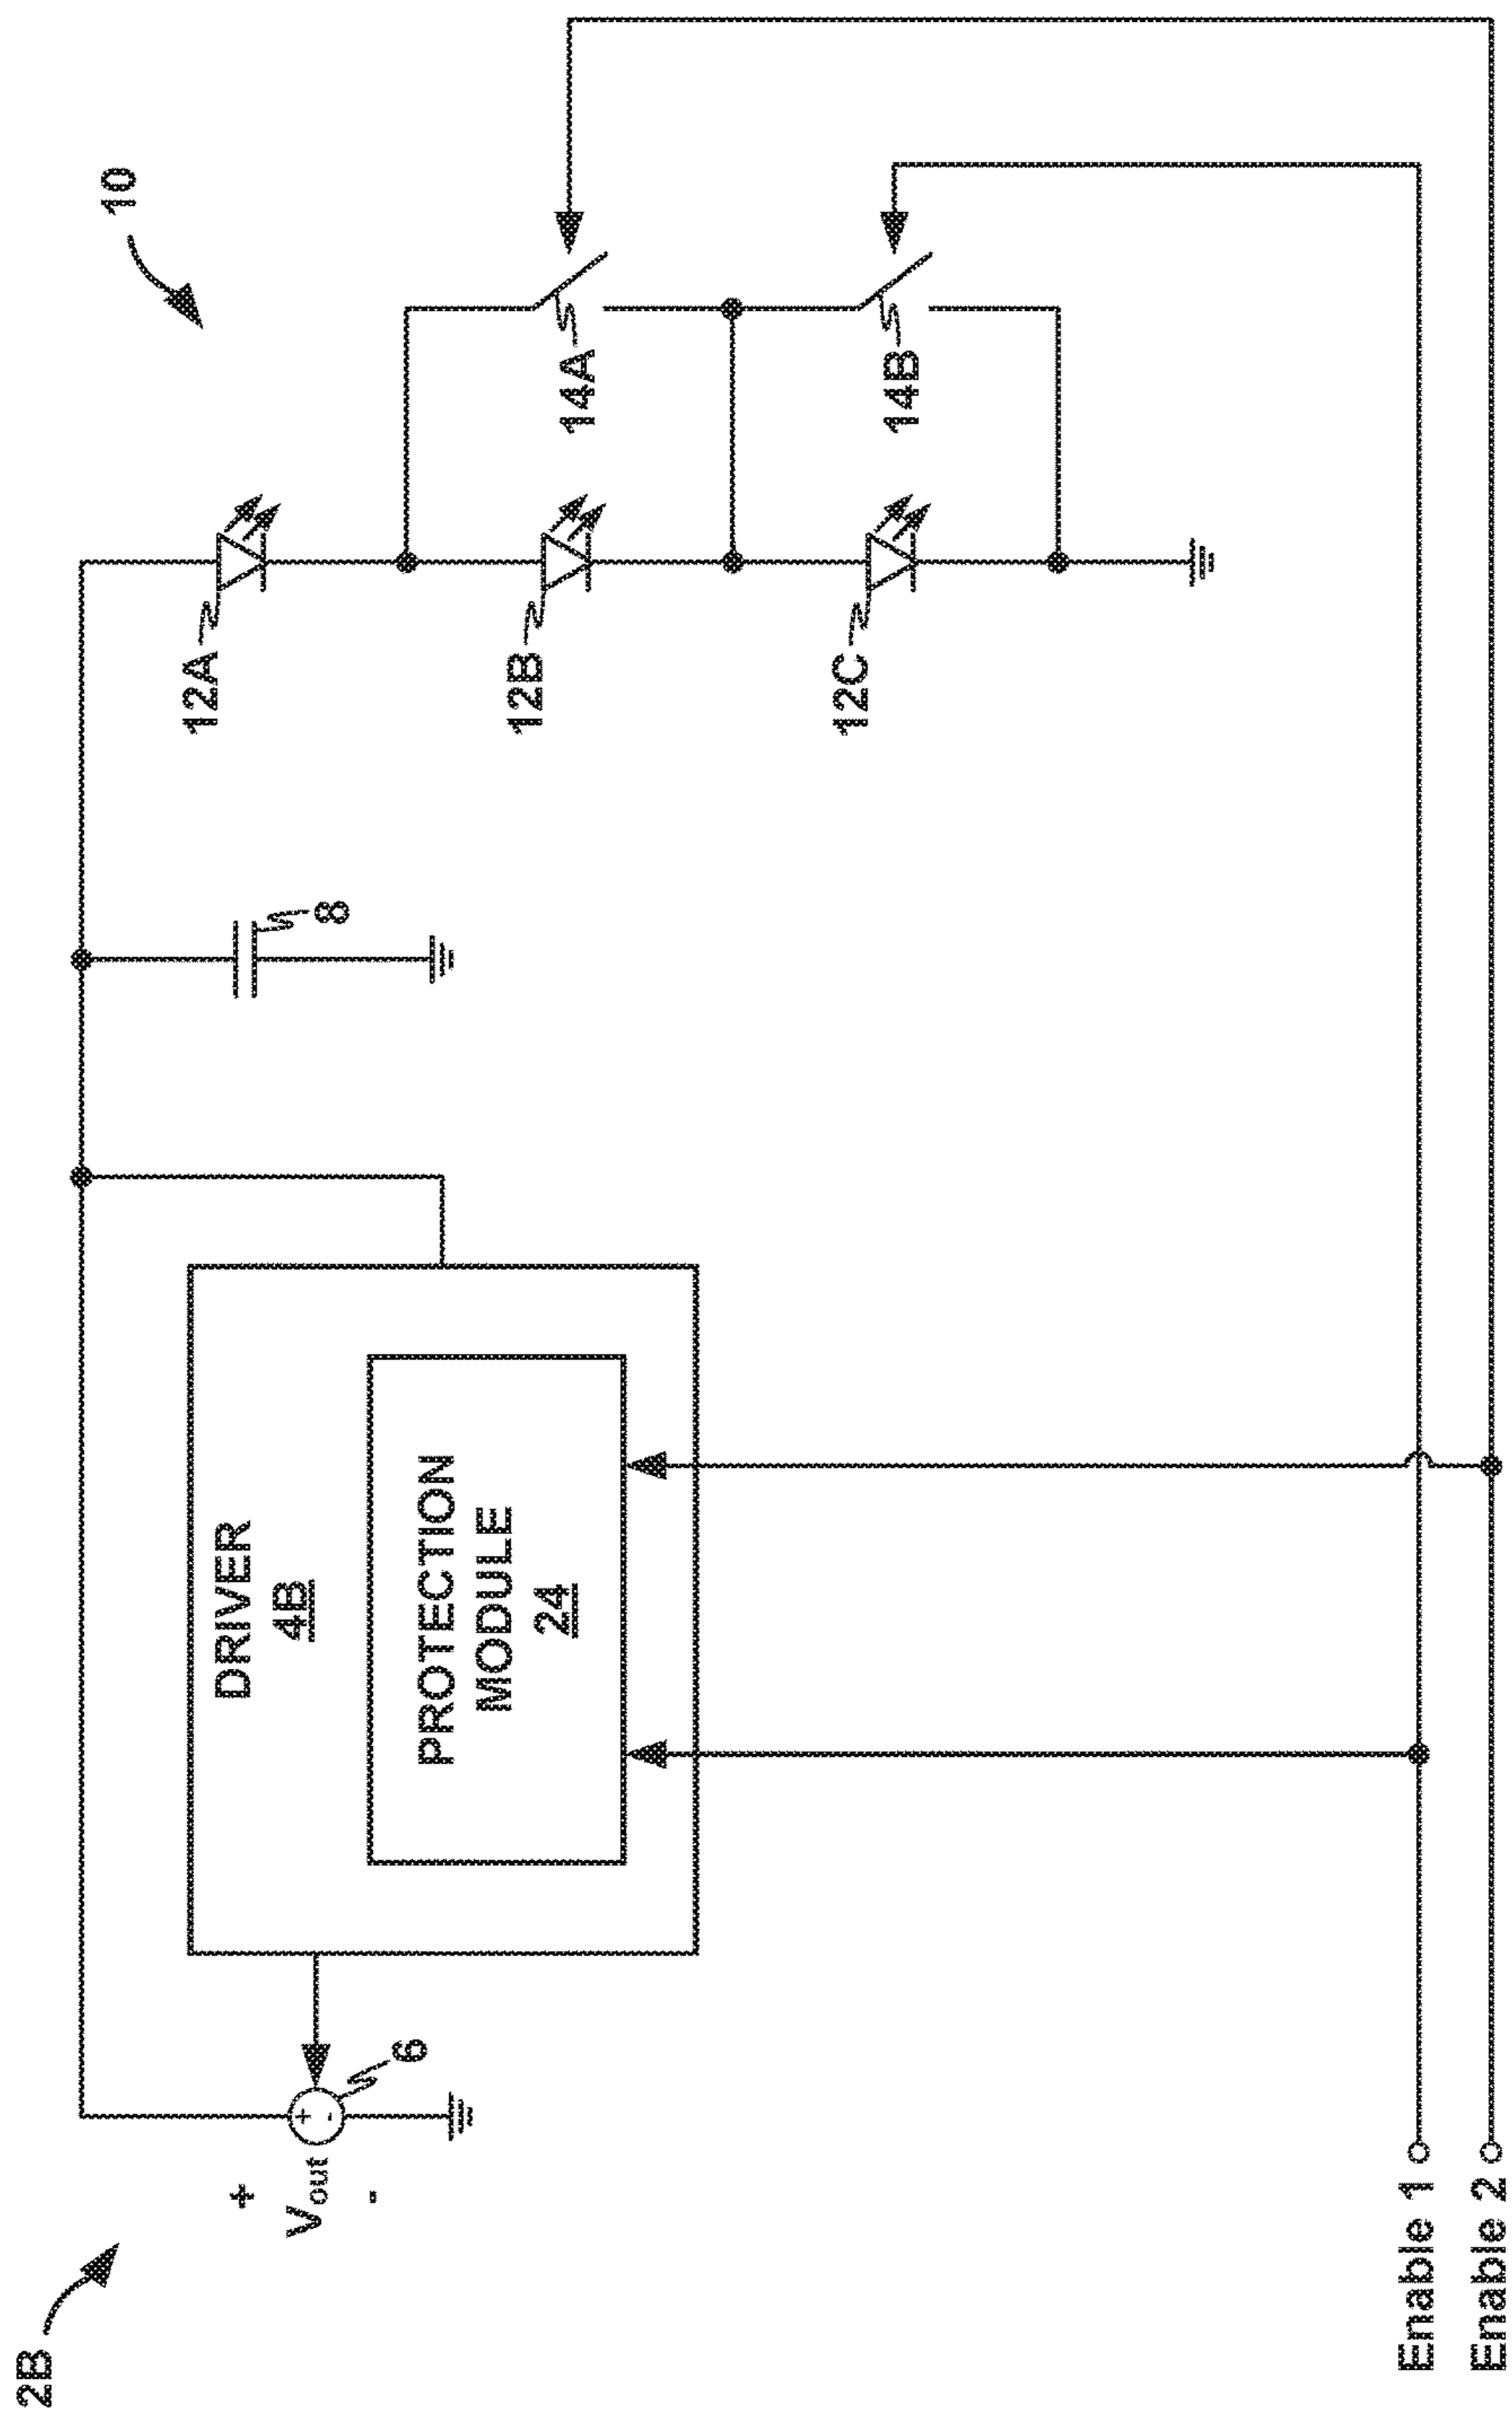 2B
10
+
Vout
-
+
-
6
DRIVER
4B
PROTECTION
MODULE
24
8
12A
12B
12C
14A
14B
Enable 1
Enable 2